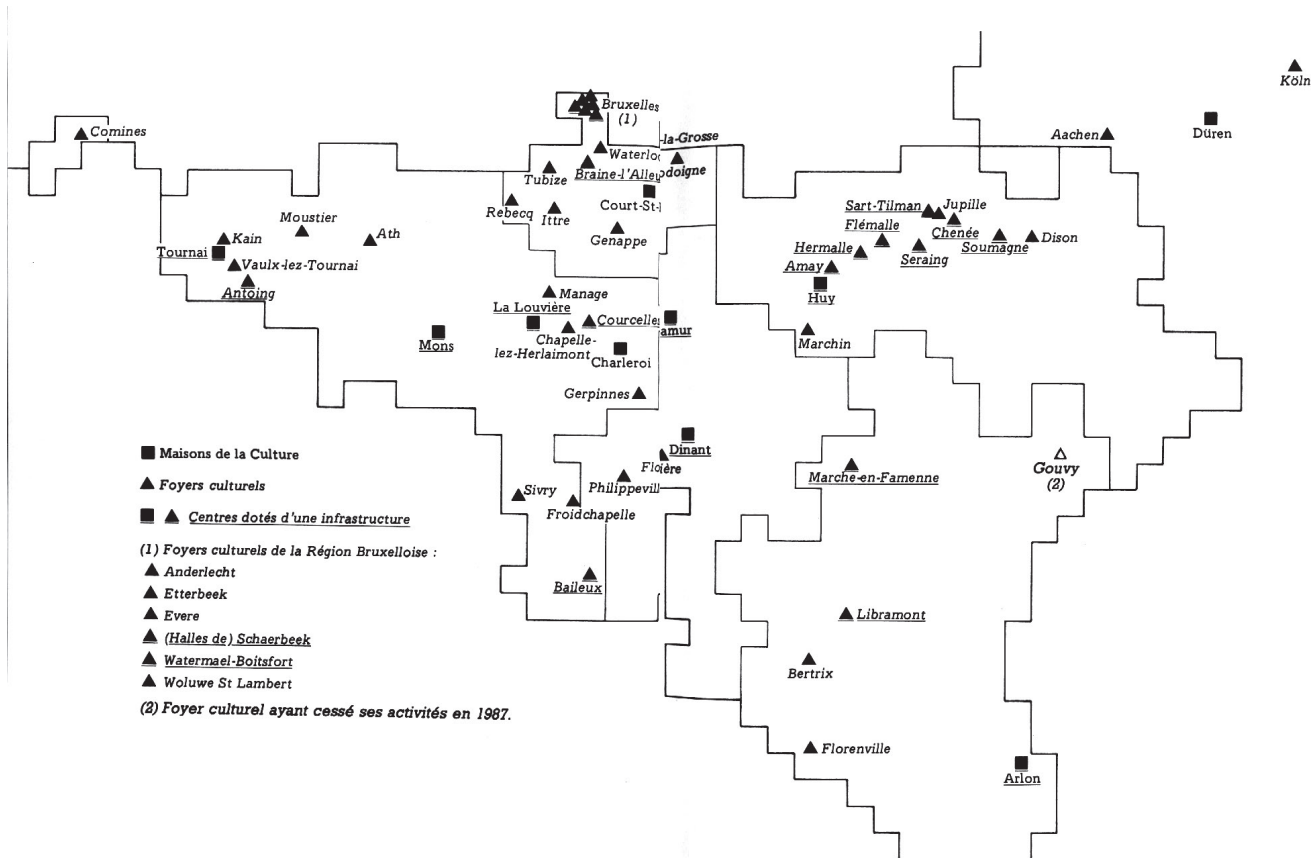 Köln
Bruxelles
(1)
Comines
Düren
Aachen
-la-Grosse
Waterloo
Tubize
Braine-l'Alleu
odoigne
Court-St-
Rebecq
Ittre
Genappe
Moustier
Ath
Kain
Tournai
Vaulx-lez-Tournai
Antoing
Sart-Tilman
Jupille
Flémalle
Chenée
Hermalle
Soumagne
Dison
Seraing
Amay
Huy
Marchin
Manage
La Louvière
Courcelles
amur
Mons
Chapelle-
lez-Herlaimont
Charleroi
Gerpinnes
Dinant
Philippevill
Sivry
Froidchapelle
Marche-en-Famenne
Gouvy
(2)
Baileux
Libramont
Bertrix
Florenville
Arlon
Maisons de la Culture
Foyers culturels
Centres dotés d'une infrastructure
(1) Foyers culturels de la Région Bruxelloise :
Anderlecht
Etterbeek
Evere
(Halles de) Schaerbeek
Watermael-Boitsfort
Woluwe St Lambert
(2) Foyer culturel ayant cessé ses activités en 1987.